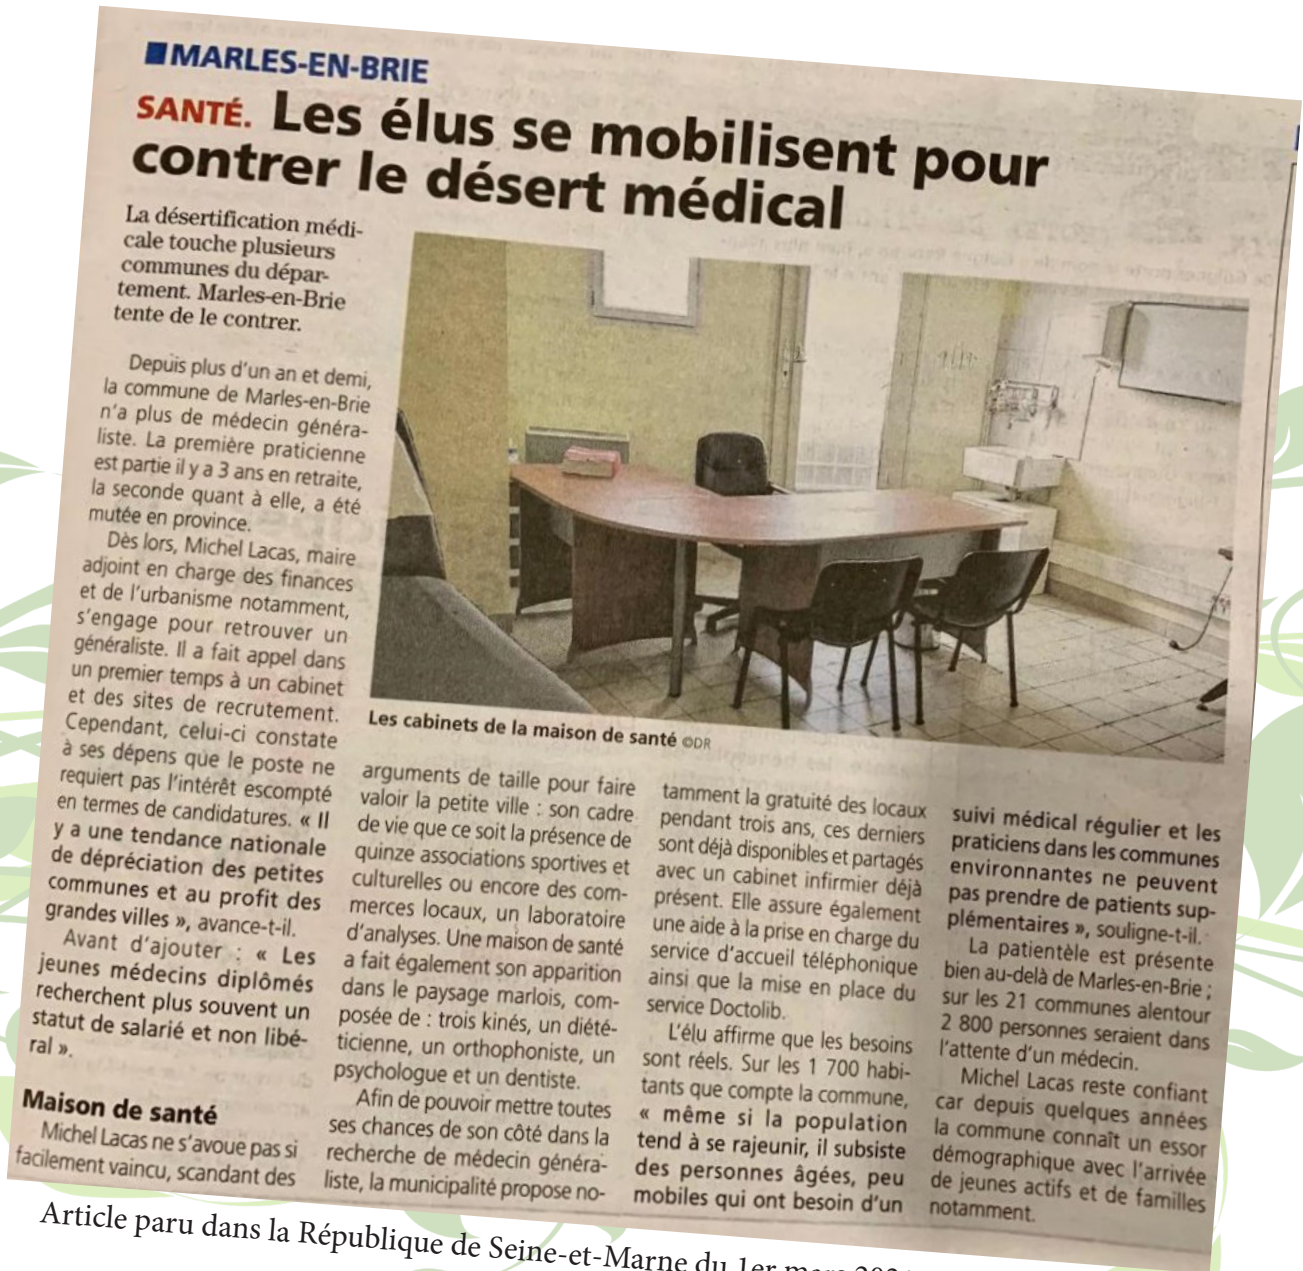 MARLES-EN-BRIE
SANTÉ. Les élus se mobilisent pour
contrer le désert médical
La désertification médi-
cale touche plusieurs
communes du dépar-
tement. Marles-en-Brie
tente de le contrer.
Depuis plus d'un an et demi,
la commune de Marles-en-Brie
n'a plus de médecin généra-
liste. La première praticienne
est partie il y a 3 ans en retraite,
la seconde quant à elle, a été
mutée en province.
Dès lors, Michel Lacas, maire
adjoint en charge des finances
et de l'urbanisme notamment,
s'engage pour retrouver un
généraliste. Il a fait appel dans
un premier temps à un cabinet
et des sites de recrutement.
Cependant, celui-ci constate
à ses dépens que le poste ne
requiert pas l'intérêt escompté
en termes de candidatures. « Il
y a une tendance nationale
de dépréciation des petites
communes et au profit des
grandes villes », avance-t-il.
Avant d'ajouter : « Les
jeunes médecins diplômés
recherchent plus souvent un
statut de salarié et non libé-
ral ».
Maison de santé
Michel Lacas ne s'avoue pas si
facilement vaincu, scandant des
Les cabinets de la maison de santé ©DR
arguments de taille pour faire
valoir la petite ville : son cadre
de vie que ce soit la présence de
quinze associations sportives et
culturelles ou encore des com-
merces locaux, un laboratoire
d'analyses. Une maison de santé
a fait également son apparition
dans le paysage marlois, com-
posée de : trois kinés, un diété-
ticienne, un orthophoniste, un
psychologue et un dentiste.
Afin de pouvoir mettre toutes
ses chances de son côté dans la
recherche de médecin généra-
liste, la municipalité propose no-
tamment la gratuité des locaux
pendant trois ans, ces derniers
sont déjà disponibles et partagés
avec un cabinet infirmier déjà
présent. Elle assure également
une aide à la prise en charge du
service d'accueil téléphonique
ainsi que la mise en place du
service Doctolib.
L'élu affirme que les besoins
sont réels. Sur les 1 700 habi-
tants que compte la commune,
« même si la population
tend à se rajeunir, il subsiste
des personnes âgées, peu
mobiles qui ont besoin d'un
suivi médical régulier et les
praticiens dans les communes
environnantes ne peuvent
pas prendre de patients sup-
plémentaires », souligne-t-il.
La patientèle est présente
bien au-delà de Marles-en-Brie ;
sur les 21 communes alentour
2 800 personnes seraient dans
l'attente d'un médecin.
Michel Lacas reste confiant
car depuis quelques années
la commune connaît un essor
démographique avec l'arrivée
de jeunes actifs et de familles
notamment.
Article paru dans la République de Seine-et-Marne du 1er mars